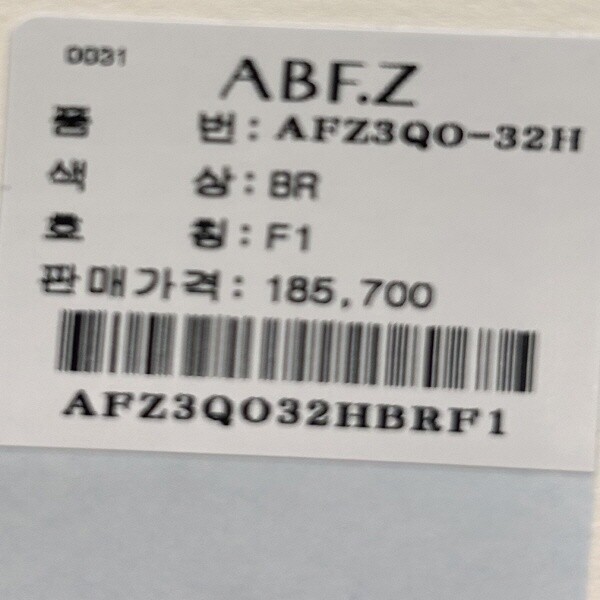 0031
ABF.Z
품 번 : AFZ3QO-32H
색 상 : BR
호 칭 : F1
판매가격 : 185,700
AFZ3QO32HBRF1